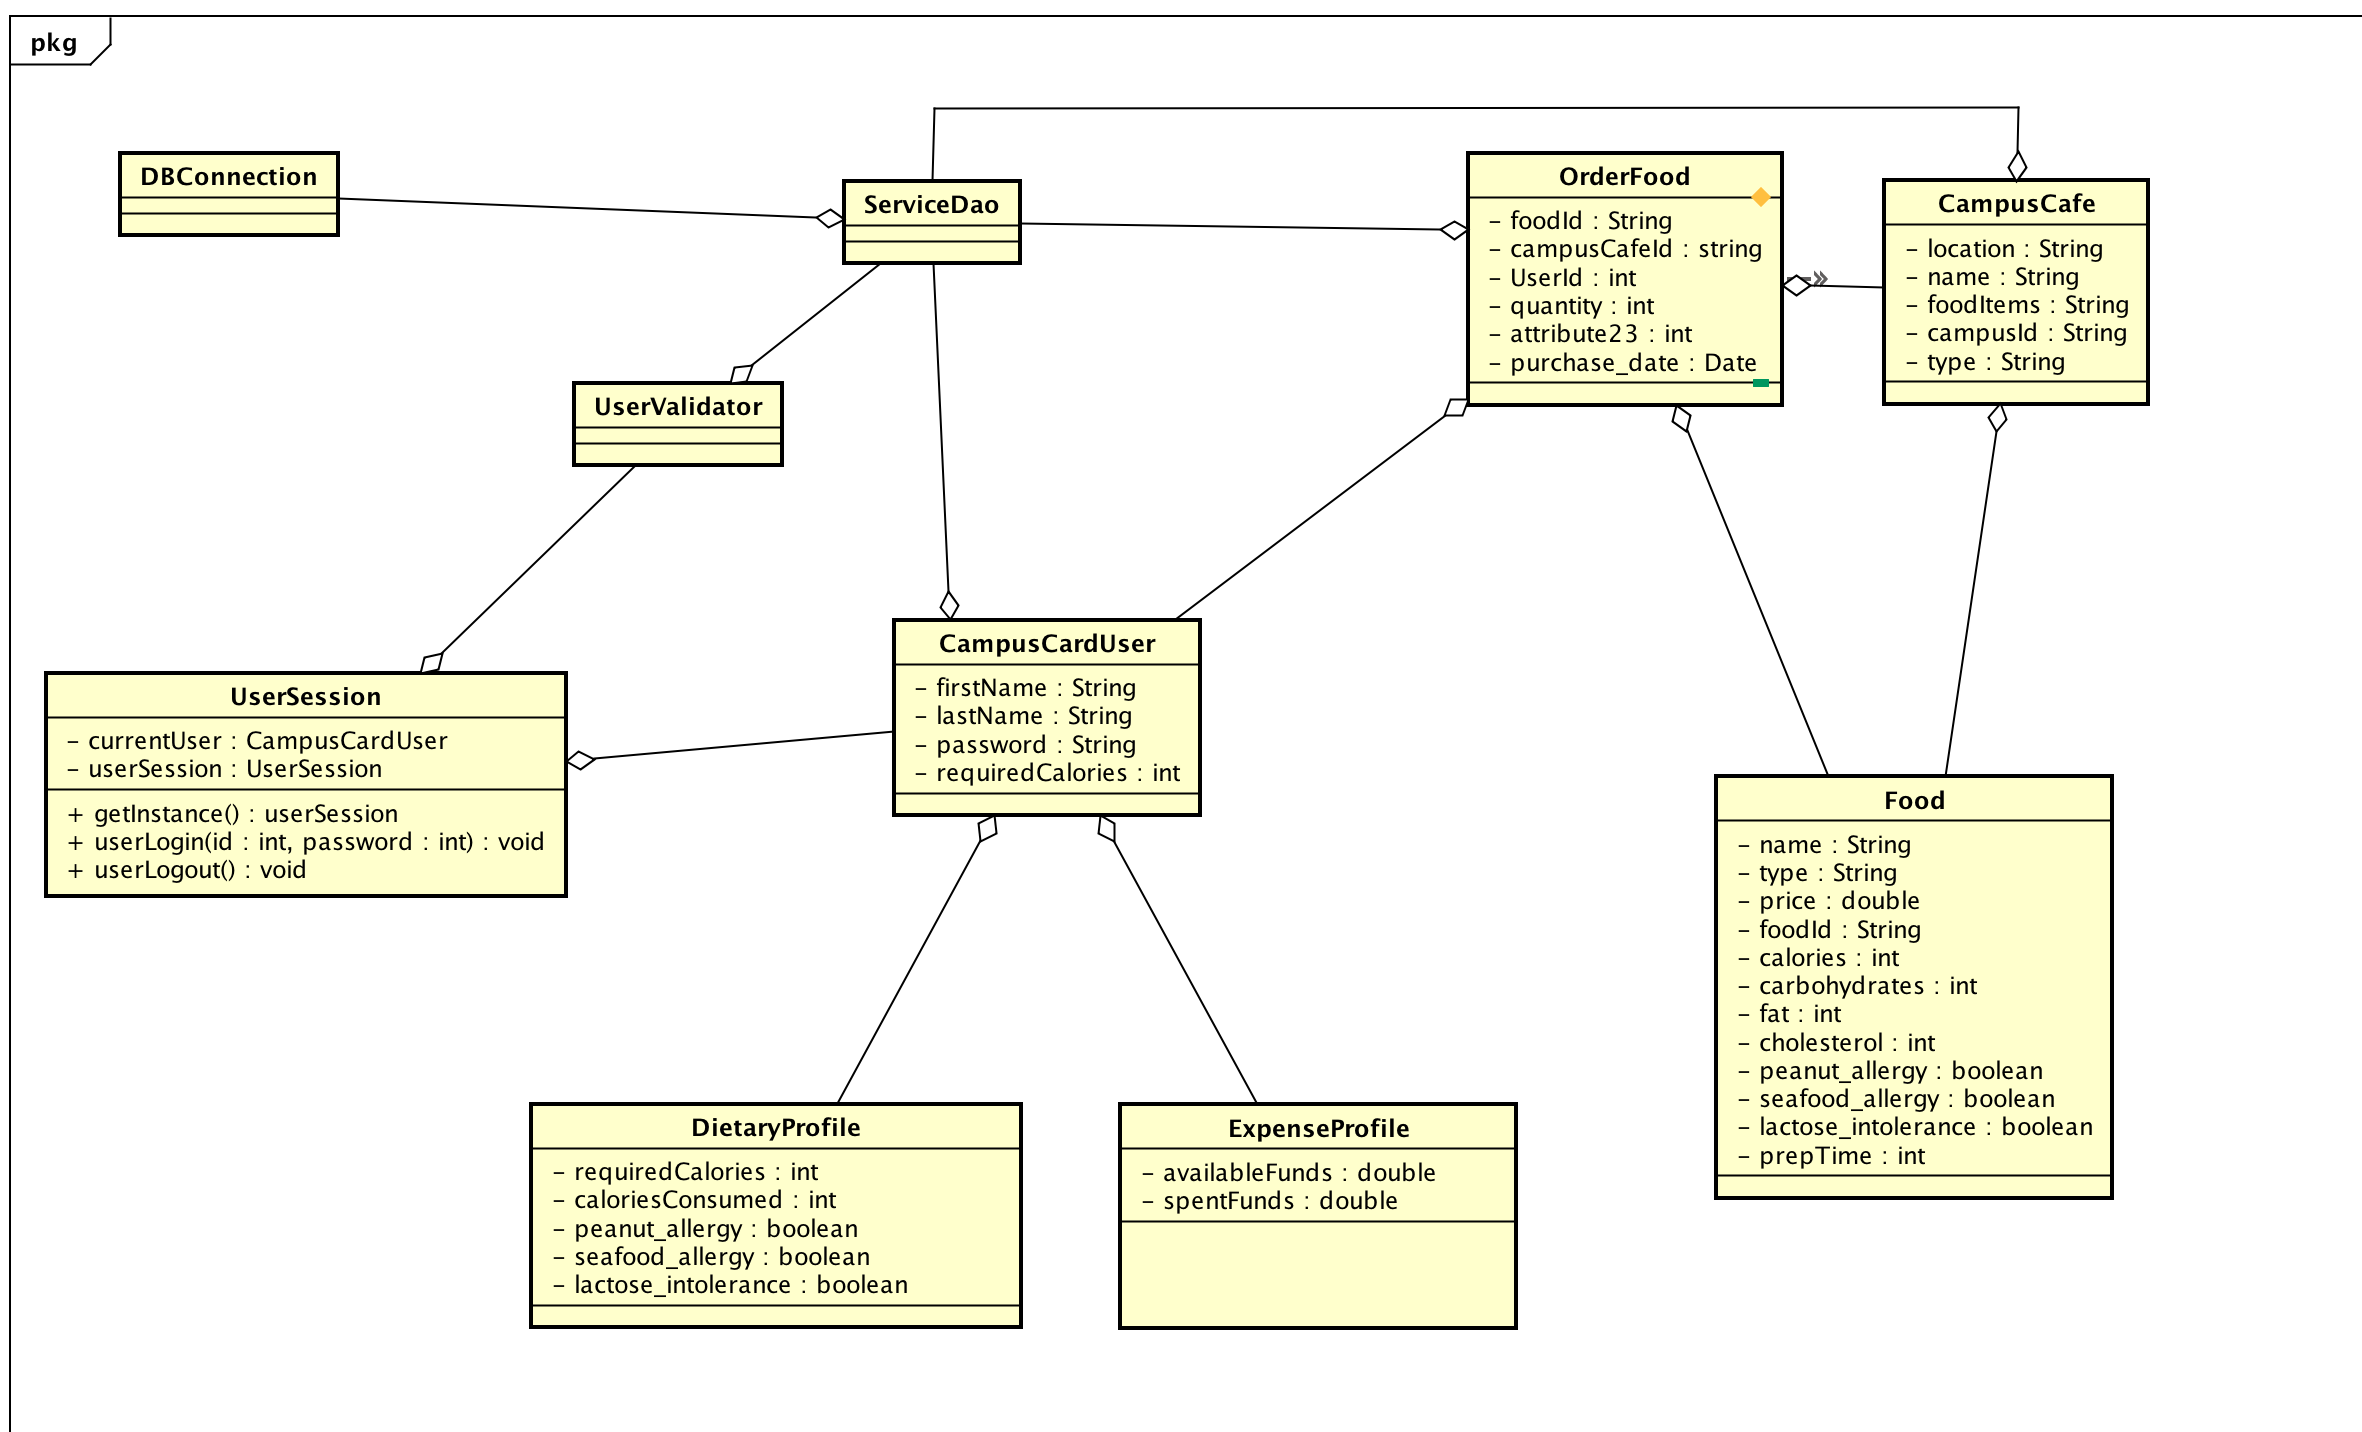 pkg
DBConnection
ServiceDao
OrderFood
- foodId : String
- campusCafeId : string
- UserId : int
- quantity : int
- attribute23 : int
- purchase_date : Date
CampusCafe
- location : String
- name : String
- foodItems : String
- campusId : String
- type : String
UserValidator
UserSession
- currentUser : CampusCardUser
- userSession : UserSession
+ getInstance() : userSession
+ userLogin(id : int, password : int) : void
+ userLogout() : void
CampusCardUser
- firstName : String
- lastName : String
- password : String
- requiredCalories : int
Food
- name : String
- type : String
- price : double
- foodId : String
- calories : int
- carbohydrates : int
- fat : int
- cholesterol : int
- peanut_allergy : boolean
- seafood_allergy : boolean
- lactose_intolerance : boolean
- prepTime : int
DietaryProfile
- requiredCalories : int
- caloriesConsumed : int
- peanut_allergy : boolean
- seafood_allergy : boolean
- lactose_intolerance : boolean
ExpenseProfile
- availableFunds : double
- spentFunds : double